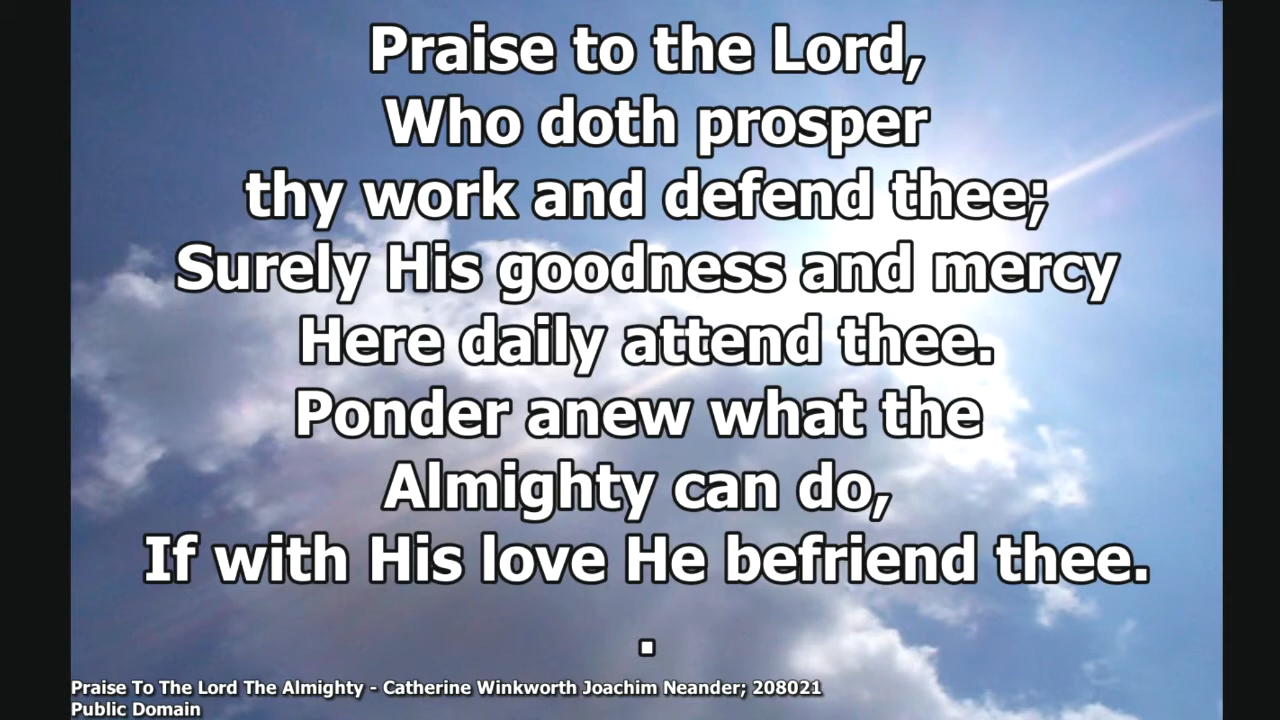 Praise to the Lord,
Who doth prosper
thy work and defend thee;
Surely His goodness and mercy
Here daily attend thee.
Ponder anew what the
Almighty can do,
If with His love He befriend thee.
.
Praise To The Lord The Almighty - Catherine Winkworth Joachim Neander; 208021
Public Domain